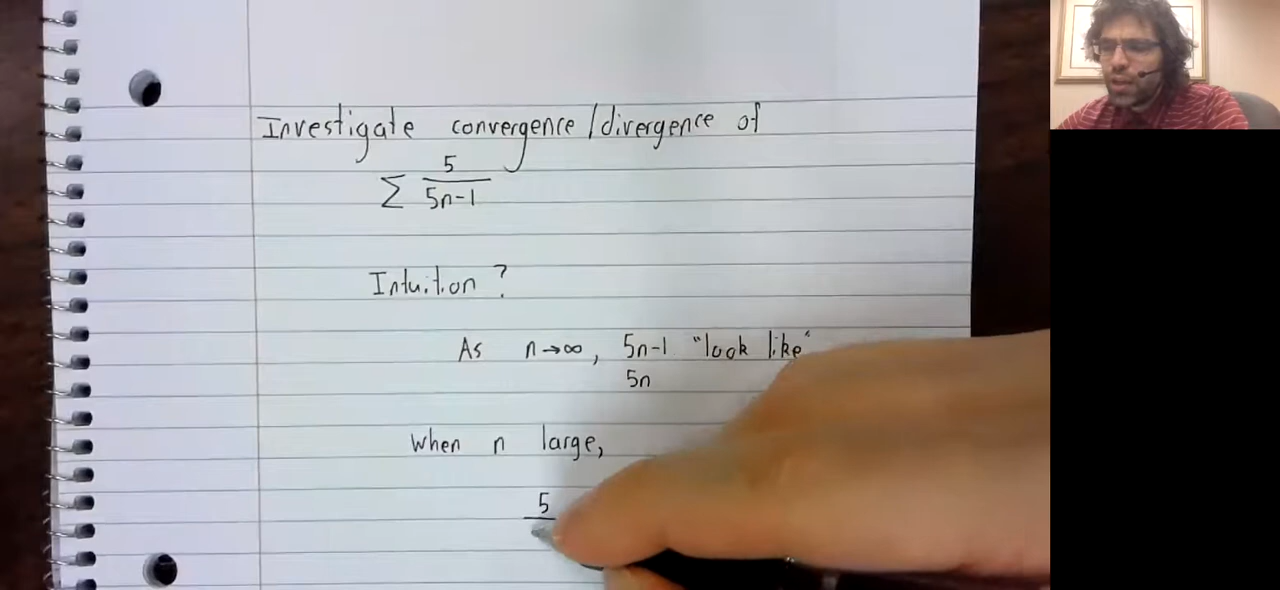 Investigate convergence/divergence of
Σ 5/(5n-1)
Intuition?
As n→∞, 5n-1 "look like"
5n
When n large,
5